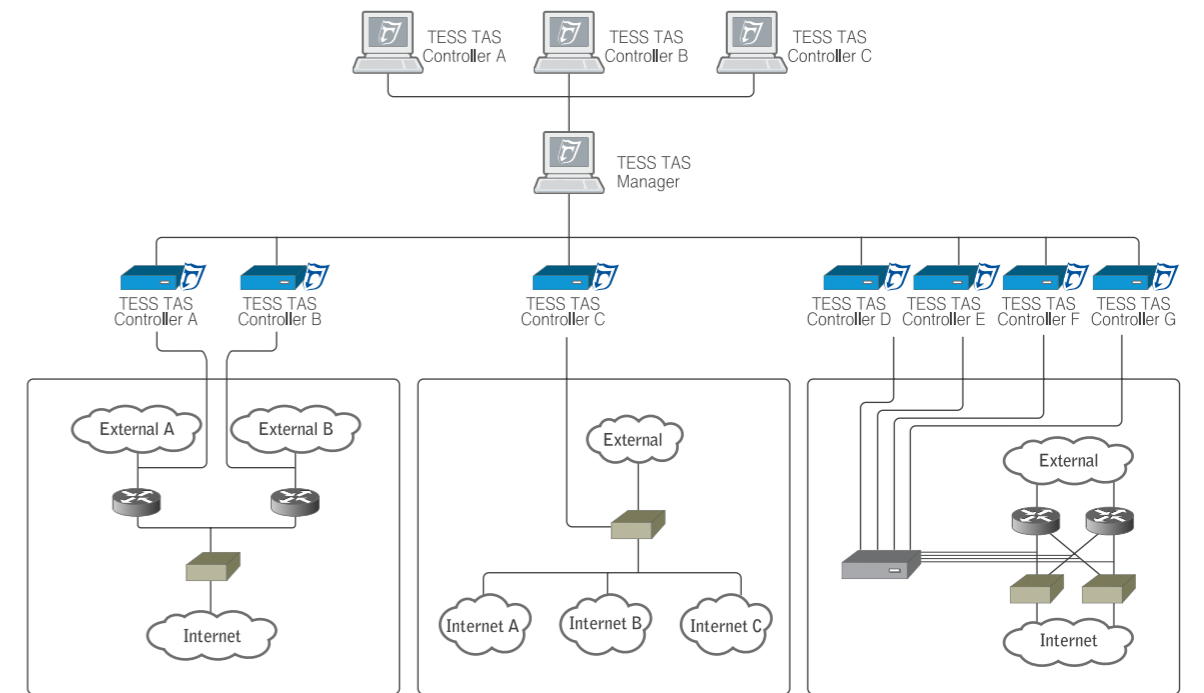 TESS TAS
Controller A
TESS TAS
Controller B
TESS TAS
Controller C
TESS TAS
Manager
TESS TAS
Controller A
TESS TAS
Controller B
TESS TAS
Controller C
TESS TAS
Controller D
TESS TAS
Controller E
TESS TAS
Controller F
TESS TAS
Controller G
External A
External B
Internet
External
Internet A
Internet B
Internet C
External
Internet